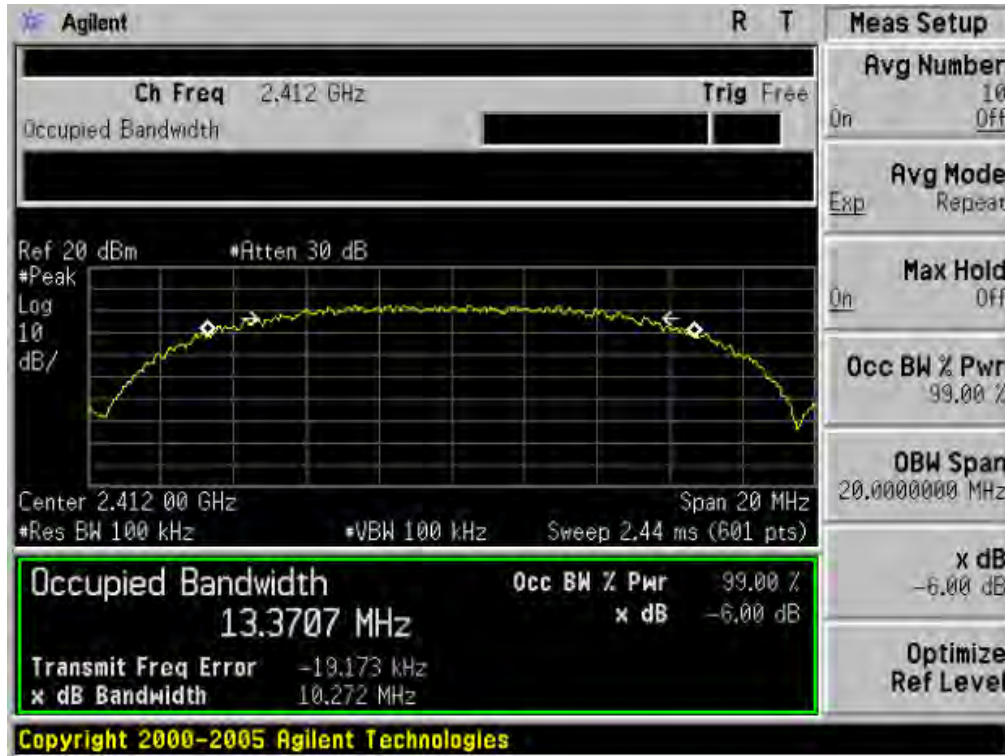 Agilent R T
Meas Setup
Ch Freq 2.412 GHz Trig Free
Occupied Bandwidth
Ref 20 dBm #Atten 30 dB
#Peak
Log
10
dB/
Center 2.412 00 GHz Span 20 MHz
#Res BW 100 kHz #VBW 100 kHz Sweep 2.44 ms (601 pts)
Occupied Bandwidth
13.3707 MHz
Occ BW % Pwr 99.00 %
x dB -6.00 dB
Transmit Freq Error -19.173 kHz
x dB Bandwidth 10.272 MHz
Avg Number
10
On Off
Avg Mode
Exp Repeat
Max Hold
On Off
Occ BW % Pwr
99.00 %
OBW Span
20.0000000 MHz
x dB
-6.00 dB
Optimize
Ref Level
Copyright 2000-2005 Agilent Technologies